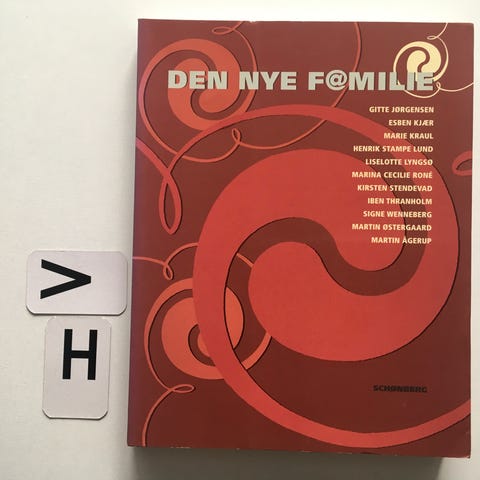 DEN NYE F@MILIE
GITTE JØRGENSEN
ESBEN KJÆR
MARIE KRAUL
HENRIK STAMPE LUND
LISELOTTE LYNGSØ
MARINA CECILIE RONÉ
KIRSTEN STENDEVAD
IBEN THRANHOLM
SIGNE WENNEBERG
MARTIN ØSTERGAARD
MARTIN ÅGERUP
SCHØNBERG
V
H